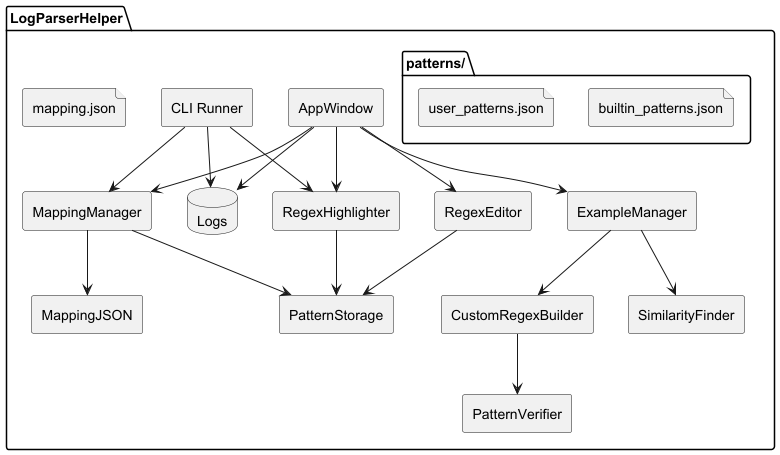 LogParserHelper
patterns/
mapping.json
CLI Runner
AppWindow
user_patterns.json
builtin_patterns.json
MappingManager
Logs
RegexHighlighter
RegexEditor
ExampleManager
MappingJSON
PatternStorage
CustomRegexBuilder
SimilarityFinder
PatternVerifier